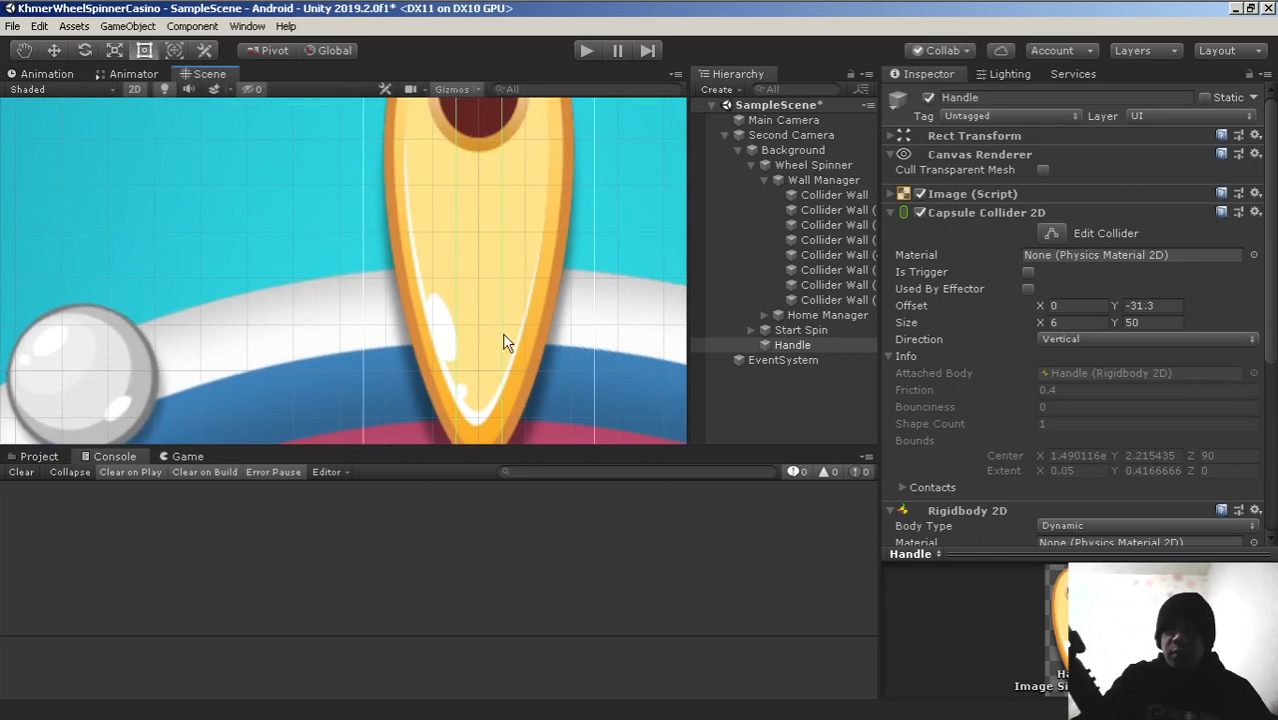 KhmerWheelSpinnerCasino - SampleScene - Android - Unity 2019.2.0f1* <DX11 on DX10 GPU>
File Edit Assets GameObject Component Window Help
Pivot Global Collab Account Layers Layout
Animation Animator Scene Hierarchy Inspector Lighting Services
Shaded 2D 0 Gizmos All Create All
Handle Static
Tag Untagged Layer UI
SampleScene*
Main Camera
Second Camera
Background
Wheel Spinner
Wall Manager
Collider Wall
Collider Wall (
Collider Wall (
Collider Wall (
Collider Wall (
Collider Wall (
Collider Wall (
Collider Wall (
Home Manager
Start Spin
Handle
EventSystem
Rect Transform
Canvas Renderer
Cull Transparent Mesh
Image (Script)
Capsule Collider 2D
Edit Collider
Material None (Physics Material 2D)
Is Trigger
Used By Effector
Offset X 0 Y -31.3
Size X 6 Y 50
Direction Vertical
Info
Attached Body Handle (Rigidbody 2D)
Friction 0.4
Bounciness 0
Shape Count 1
Bounds
Center X 1.490116e Y 2.215435 Z 90
Extent X 0.05 Y 0.4166666 Z 0
Contacts
Rigidbody 2D
Body Type Dynamic
Material None (Physics Material 2D)
Handle
Image Si
Project Console Game
Clear Collapse Clear on Play Clear on Build Error Pause Editor 0 0 0